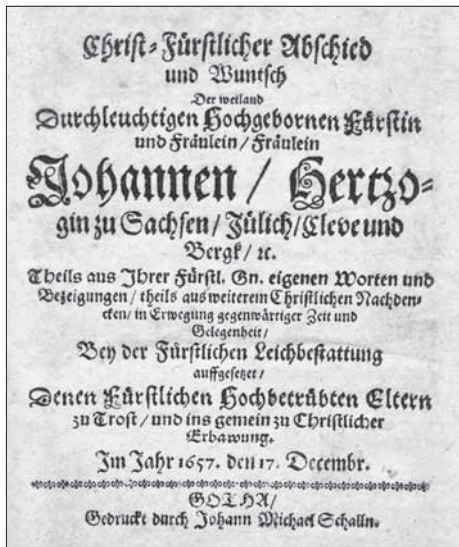 Christ-Fürstlicher Abschied
und Wuntsch
Der weiland
Durchleuchtigen Hochgebornen Fürstin
und Fräulein / Fräulein
Johannen / Hertzo-
gin zu Sachsen / Jülich / Cleve und
Bergk / ꝛc.
Theils aus Ihrer Fürstl. Gn. eigenen Worten und
Bezeigungen / theils aus weiterem Christlichen Nachden-
cken / in Erwegung gegenwärtiger Zeit und
Gelegenheit /
Bey der Fürstlichen Leichbestattung
auffgesetzet /
Denen Fürstlichen Hochbetrübten Eltern
zu Trost / und ins gemein zu Christlicher
Erbawung.
Im Jahr 1657. den 17. Decembr.
GOTHA /
Gedruckt durch Johann Michael Schalln.